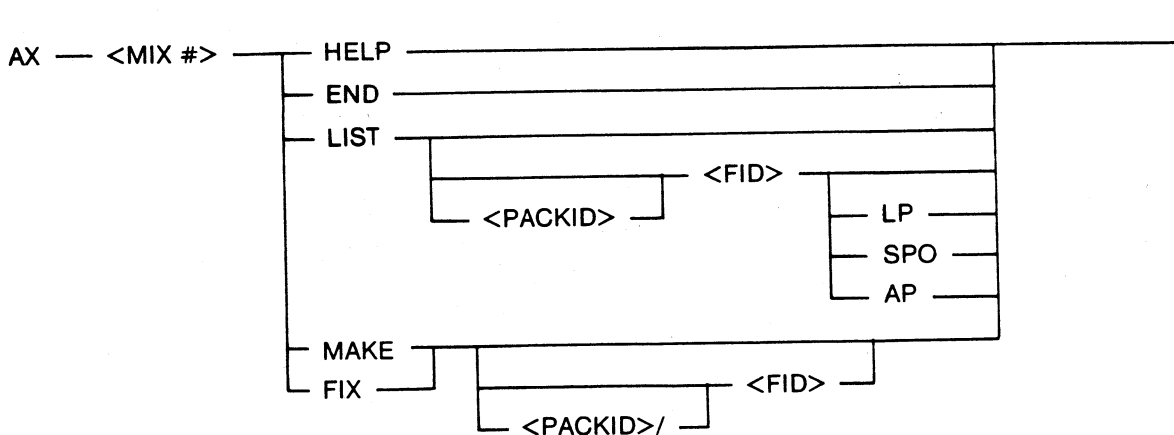 AX <MIX #> HELP
END
LIST
<FID>
<PACKID>
LP
SPO
AP
MAKE
FIX
<FID>
<PACKID>/